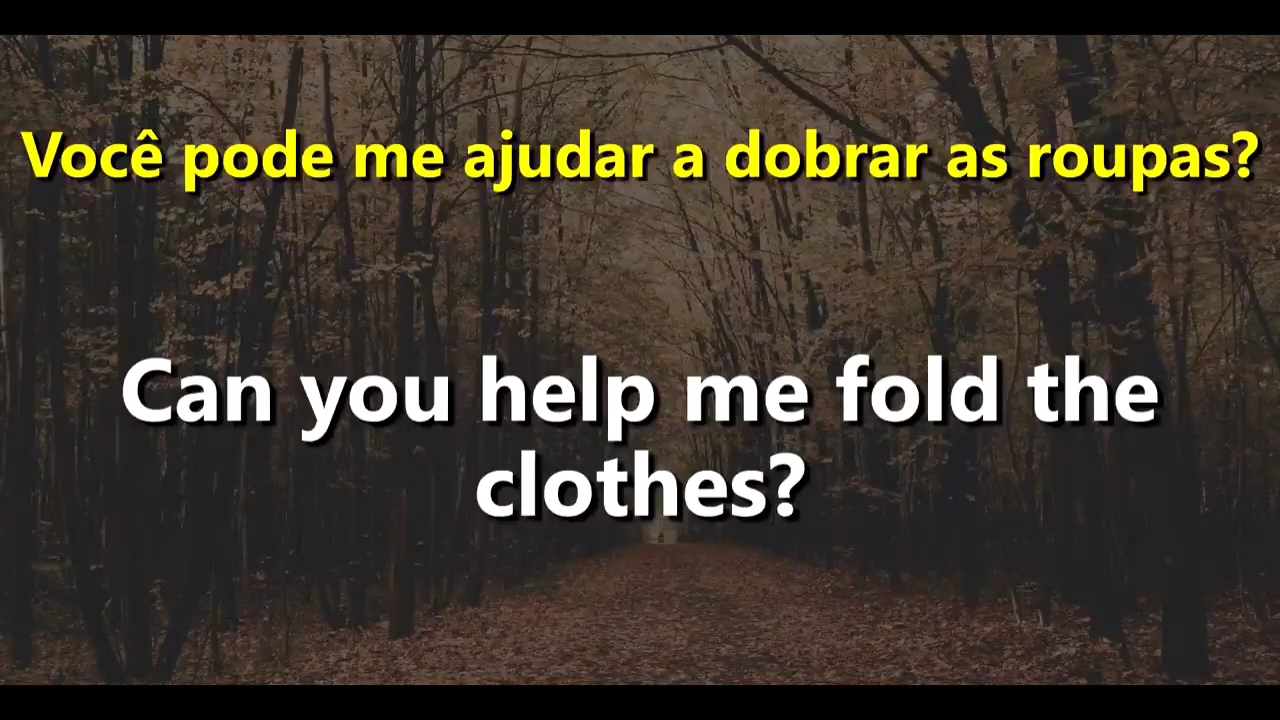 Você pode me ajudar a dobrar as roupas?
Can you help me fold the
clothes?